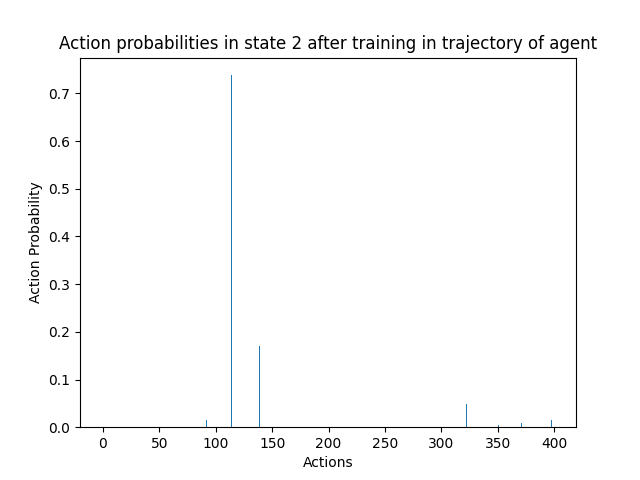 Action probabilities in state 2 after training in trajectory of agent
0.7
0.6
0.5
0.4
0.3
0.2
0.1
0.0
Action Probability
0 50 100 150 200 250 300 350 400
Actions